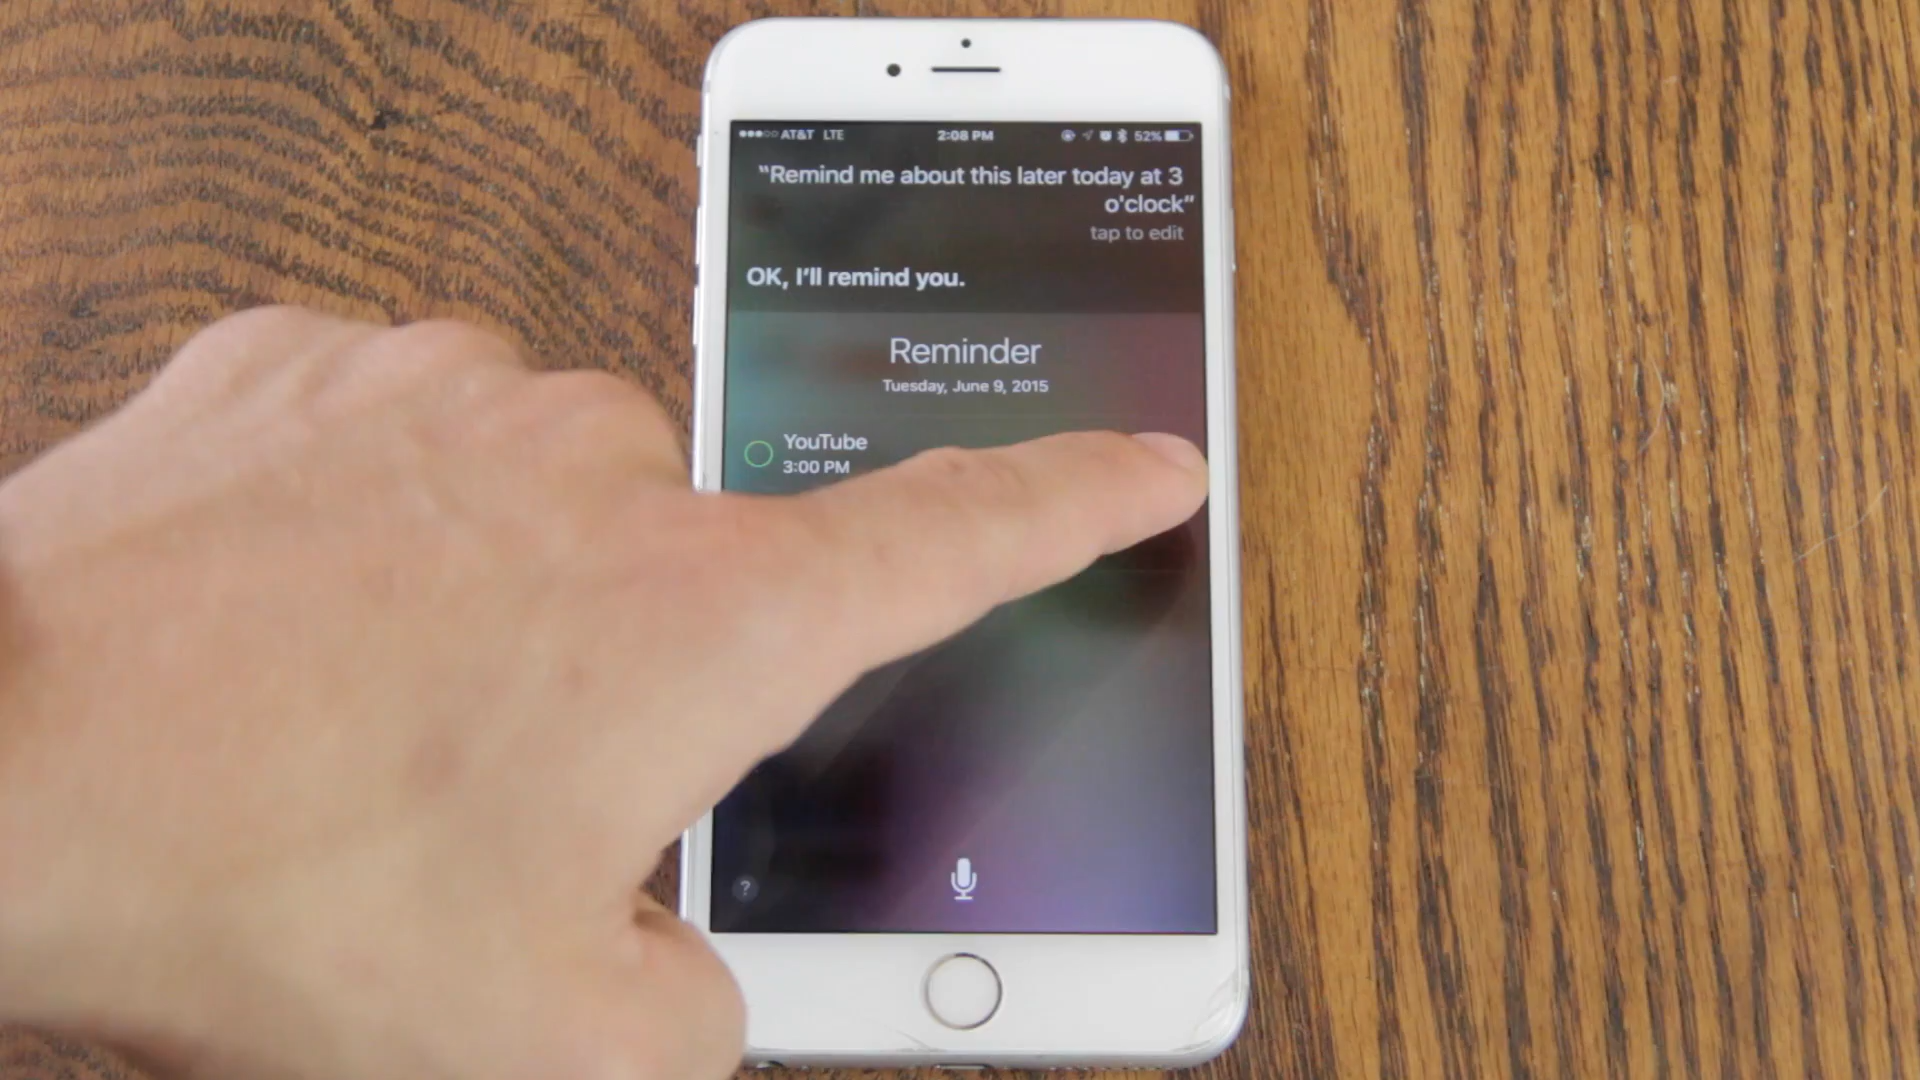 AT&T LTE 2:08 PM 52%
“Remind me about this later today at 3
o'clock”
tap to edit
OK, I'll remind you.
Reminder
Tuesday, June 9, 2015
YouTube
3:00 PM
?